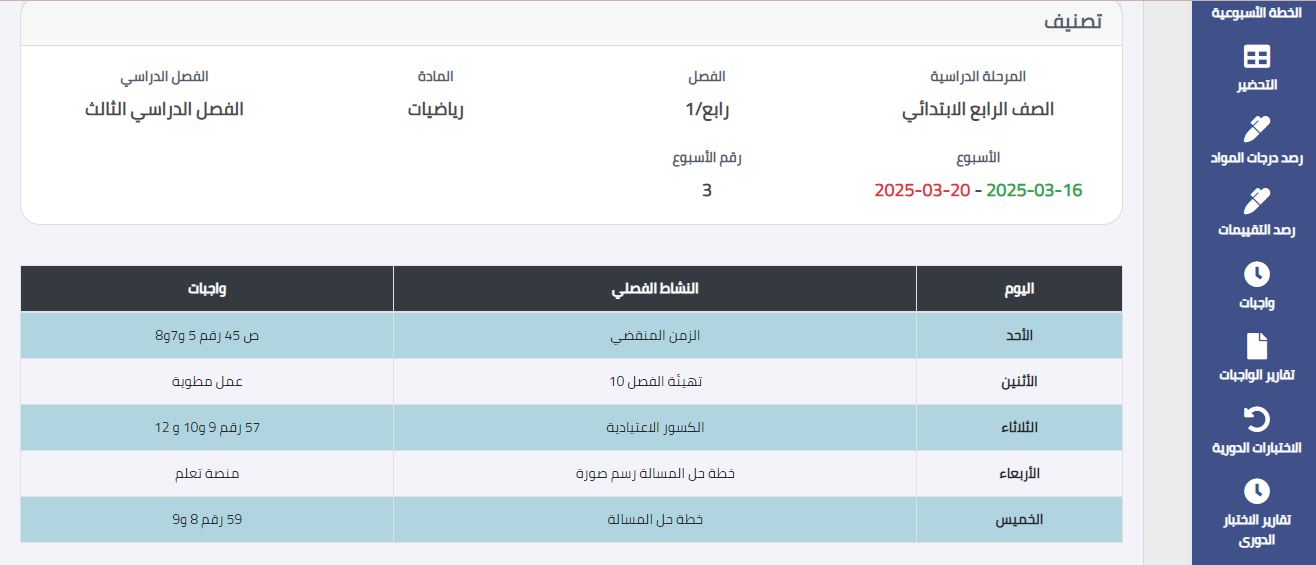 الخطة الأسبوعية
التحضير
رصد درجات المواد
رصد التقييمات
واجبات
تقارير الواجبات
الاختبارات الدورية
تقارير الاختبار
الدورى
تصنيف
المرحلة الدراسية الفصل المادة الفصل الدراسي
الصف الرابع الابتدائي رابع/1 رياضيات الفصل الدراسي الثالث
الأسبوع رقم الأسبوع
2025-03-16 - 2025-03-20 3
اليوم النشاط الفصلي واجبات
الأحد الزمن المنقضي ص 45 رقم 5 و7و8
الأثنين تهيئة الفصل 10 عمل مطوية
الثلاثاء الكسور الاعتيادية 57 رقم 9 و10 و 12
الأربعاء خطة حل المسالة رسم صورة منصة تعلم
الخميس خطة حل المسالة 59 رقم 8 و9